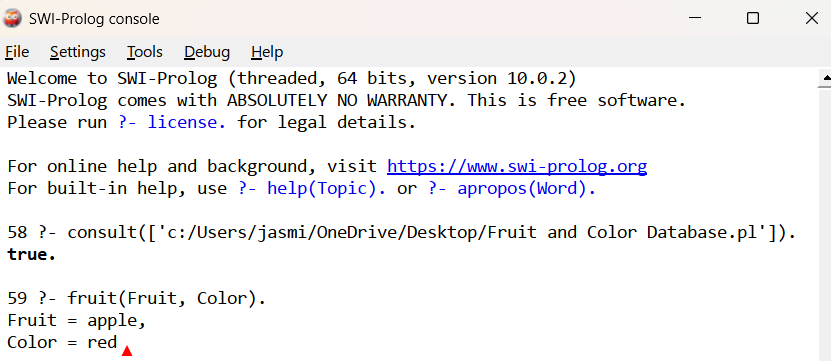 SWI-Prolog console
File Settings Tools Debug Help
Welcome to SWI-Prolog (threaded, 64 bits, version 10.0.2)
SWI-Prolog comes with ABSOLUTELY NO WARRANTY. This is free software.
Please run ?- license. for legal details.
For online help and background, visit https://www.swi-prolog.org
For built-in help, use ?- help(Topic). or ?- apropos(Word).
58 ?- consult(['c:/Users/jasmi/OneDrive/Desktop/Fruit and Color Database.pl']).
true.
59 ?- fruit(Fruit, Color).
Fruit = apple,
Color = red